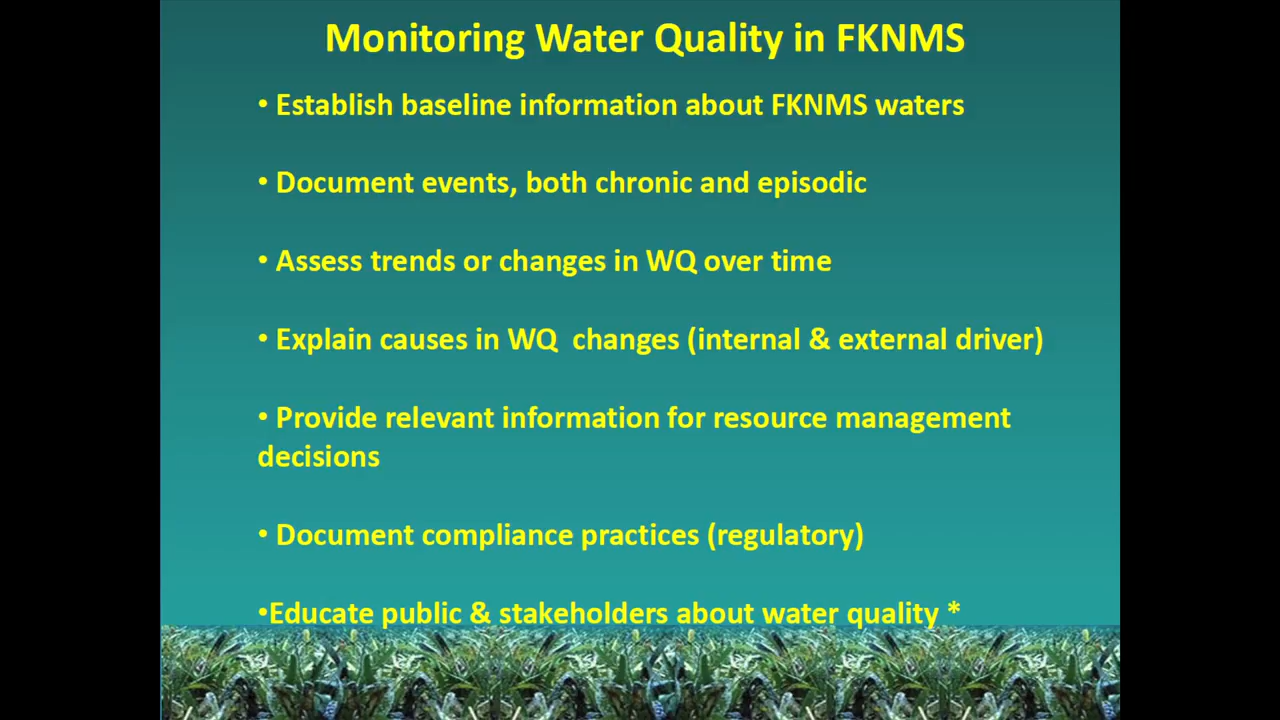 Monitoring Water Quality in FKNMS
• Establish baseline information about FKNMS waters
• Document events, both chronic and episodic
• Assess trends or changes in WQ over time
• Explain causes in WQ  changes (internal & external driver)
• Provide relevant information for resource management
decisions
• Document compliance practices (regulatory)
•Educate public & stakeholders about water quality *